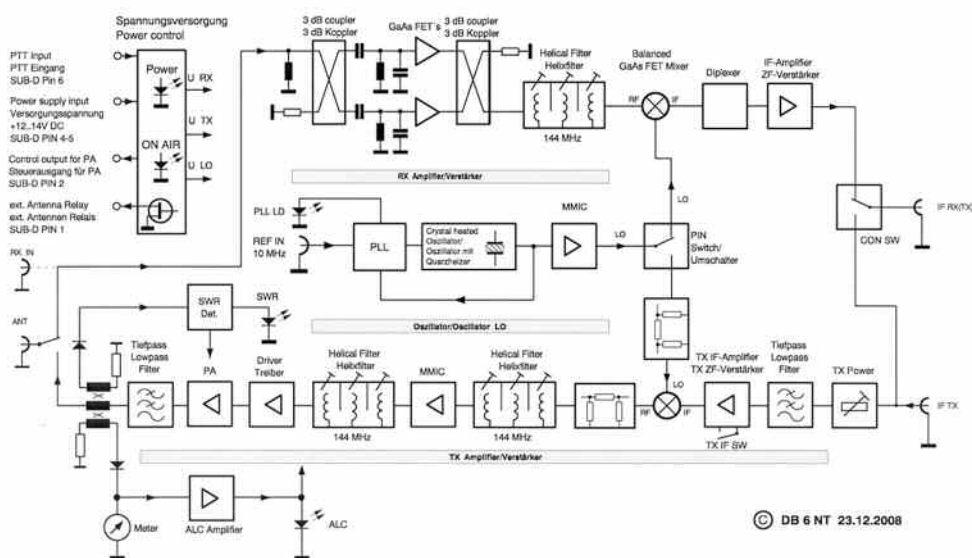 Spannungsversorgung
Power control
PTT Input
PTT Eingang
SUB-D Pin 6
Power supply input
Versorgungsspannung
+12..14V DC
SUB-D PIN 4-5
Control output for PA
Steuerausgang für PA
SUB-D PIN 2
ext. Antenna Relay
ext. Antennen Relais
SUB-D PIN 1
Power
ON AIR
U RX
U TX
U LO
3 dB coupler
3 dB Koppler
GaAs FET´s
3 dB coupler
3 dB Koppler
Helical Filter
Helixfilter
144 MHz
Balanced
GaAs FET Mixer
RF
IF
Diplexer
IF-Amplifier
ZF-Verstärker
RX Amplifier/Verstärker
LO
PLL LD
REF IN
10 MHz
PLL
Crystal heated
Oszillator/
Oszillator mit
Quarzheizer
MMIC
LO
PIN
Switch/
Umschalter
CON SW
IF RX(TX)
RX IN
ANT
SWR
Det.
SWR
Oszillator/Oscillator LO
Tiefpass
Lowpass
Filter
PA
Driver
Treiber
Helical Filter
Helixfilter
144 MHz
MMIC
Helical Filter
Helixfilter
144 MHz
LO
RF
IF
TX IF-Amplifier
TX ZF-Verstärker
TX IF SW
Tiefpass
Lowpass
Filter
TX Power
IF TX
TX Amplifier/Verstärker
Meter
ALC Amplifier
ALC
© DB 6 NT 23.12.2008